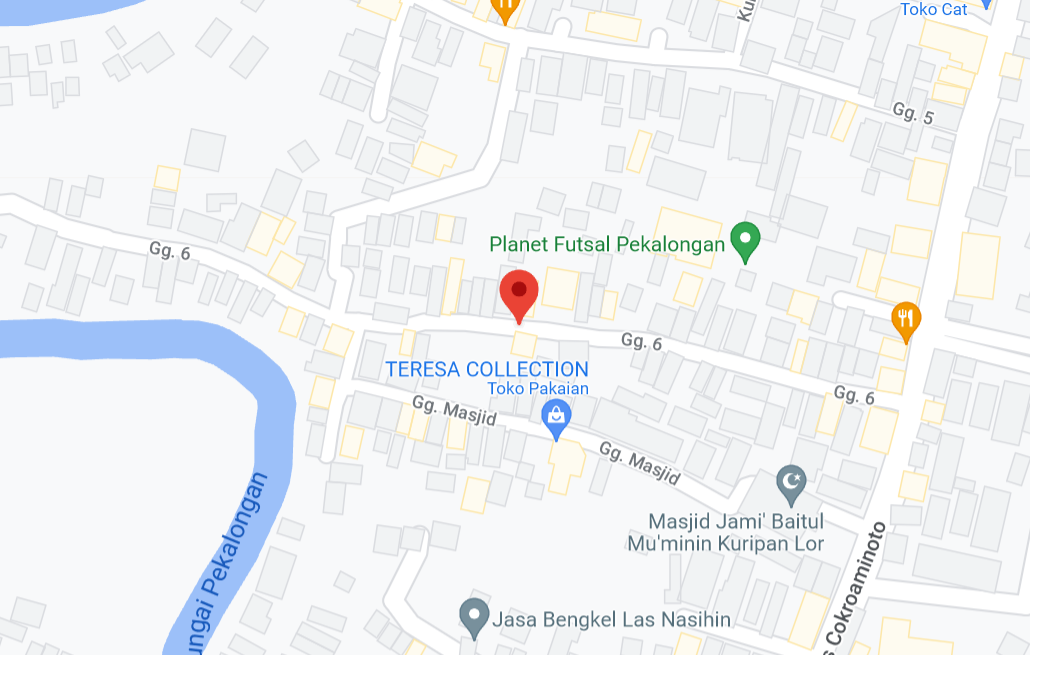 Toko Cat
Gg. 5
Gg. 6
Planet Futsal Pekalongan
Gg. 6
TERESA COLLECTION
Toko Pakaian
Gg. 6
Gg. Masjid
Gg. Masjid
Masjid Jami' Baitul
Mu'minin Kuripan Lor
ungai Pekalongan
s Cokroaminoto
Jasa Bengkel Las Nasihin